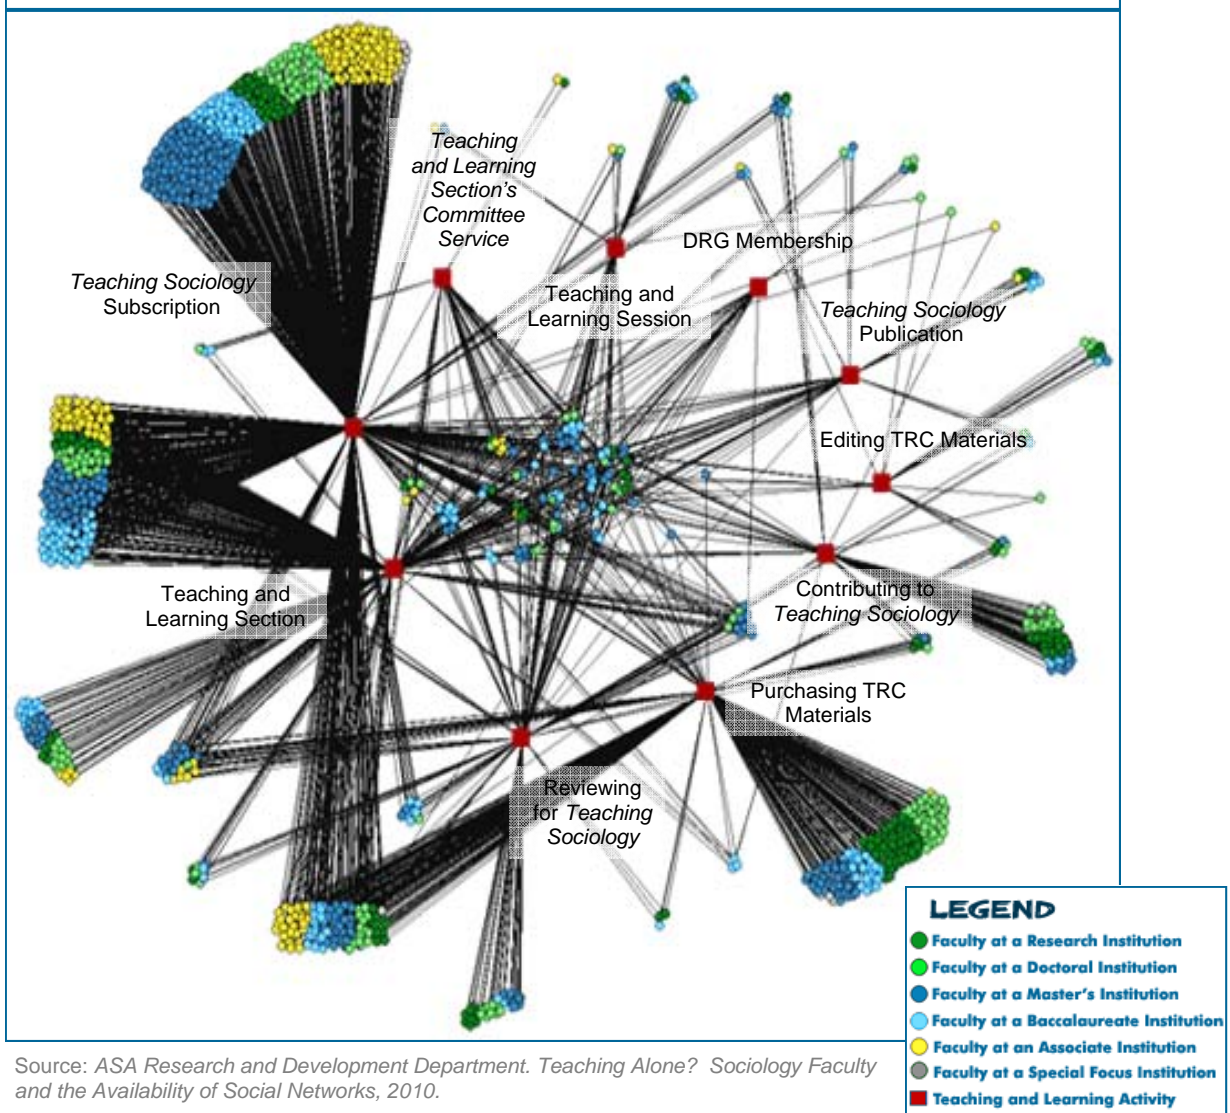 Teaching
and Learning
Section's
Committee
Service
DRG Membership
Teaching Sociology
Subscription
Teaching and
Learning Session
Teaching Sociology
Publication
Editing TRC Materials
Teaching and
Learning Section
Contributing to
Teaching Sociology
Purchasing TRC
Materials
Reviewing
for Teaching
Sociology
LEGEND
Faculty at a Research Institution
Faculty at a Doctoral Institution
Faculty at a Master's Institution
Faculty at a Baccalaureate Institution
Faculty at an Associate Institution
Faculty at a Special Focus Institution
Teaching and Learning Activity
Source: ASA Research and Development Department. Teaching Alone? Sociology Faculty
and the Availability of Social Networks, 2010.